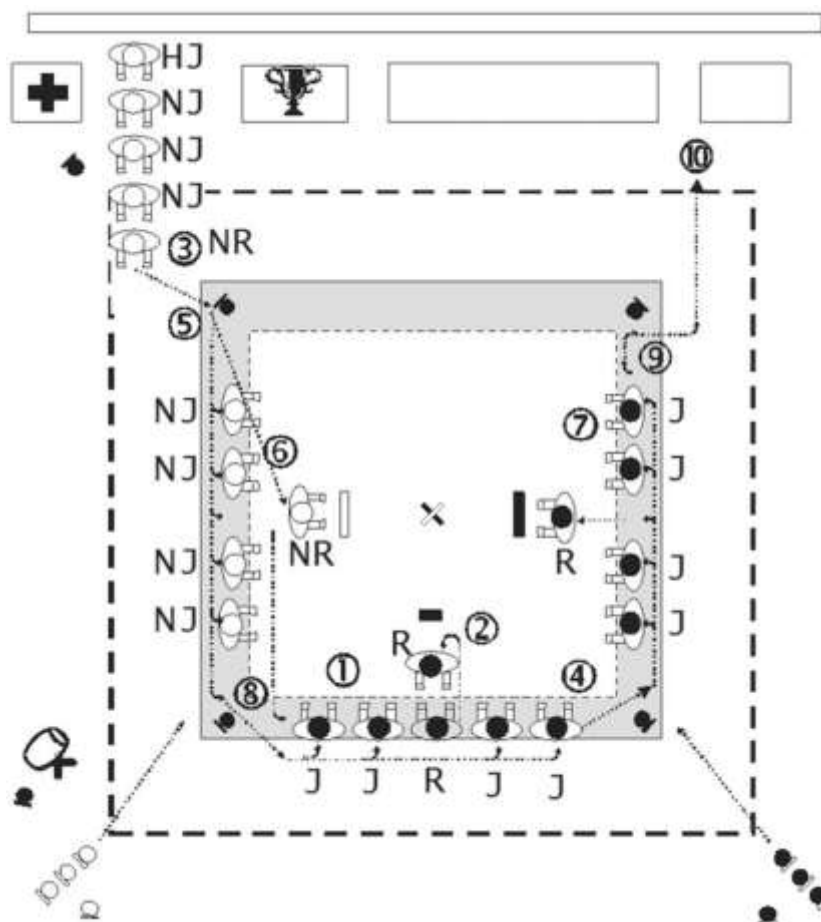 HJ
NJ
NJ
⑩
NJ
③ NR
⑤
⑨
NJ ⑦ J
⑥
NJ J
NR R
NJ J
NJ J
②
R
① ④
⑧
J J R J J